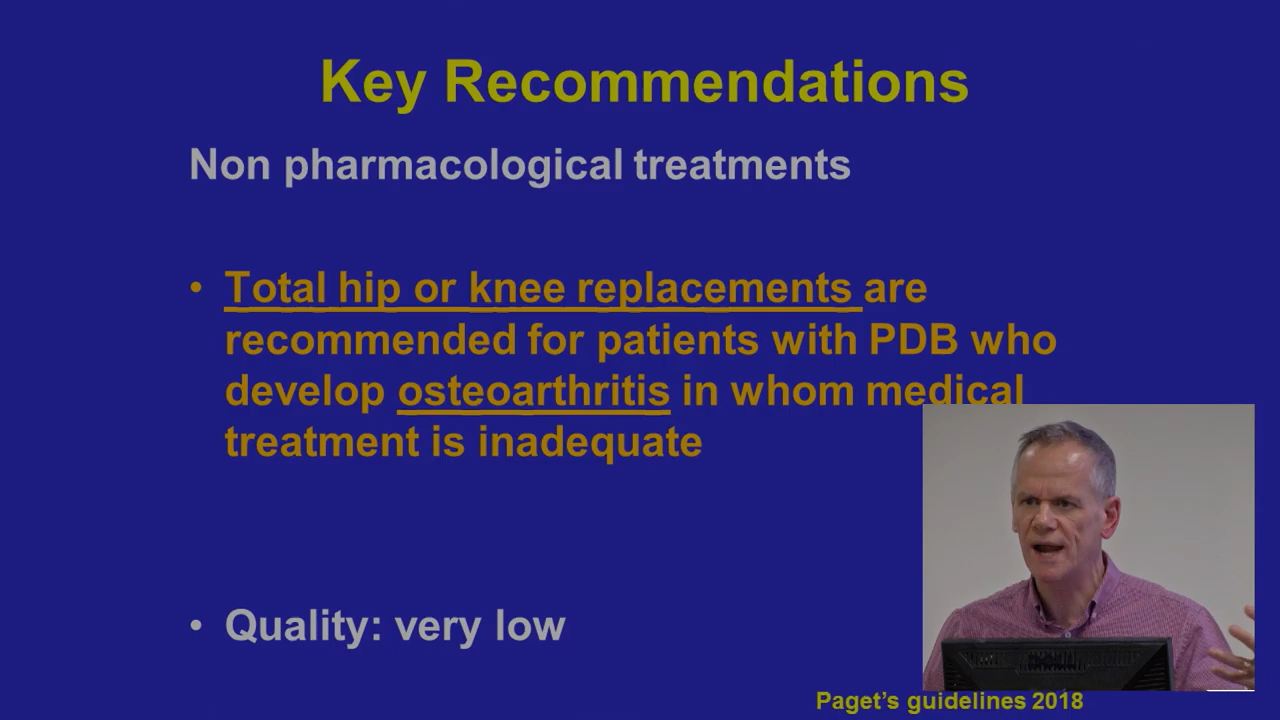 Key Recommendations
Non pharmacological treatments
• Total hip or knee replacements are
recommended for patients with PDB who
develop osteoarthritis in whom medical
treatment is inadequate
• Quality: very low
Paget's guidelines 2018